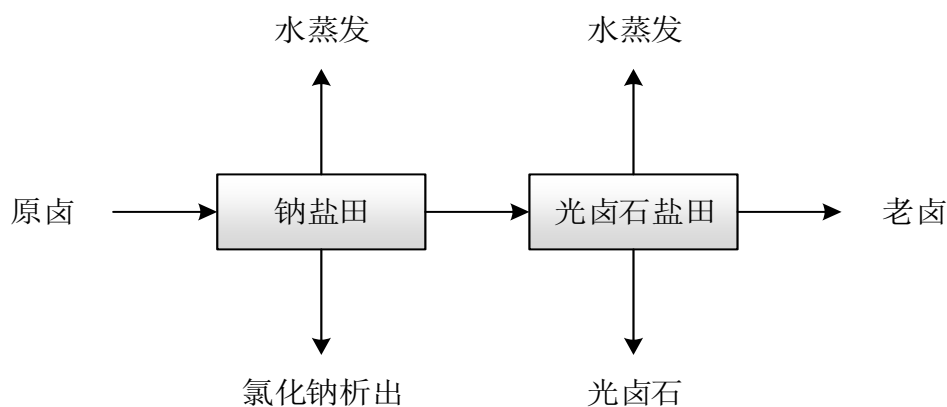 水蒸发
水蒸发
原卤
钠盐田
光卤石盐田
老卤
氯化钠析出
光卤石